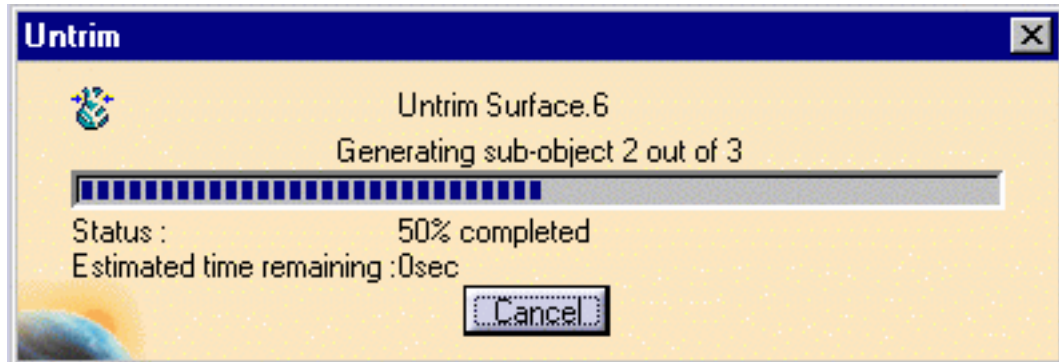 Untrim
Untrim Surface.6
Generating sub-object 2 out of 3
Status : 50% completed
Estimated time remaining :0sec
Cancel